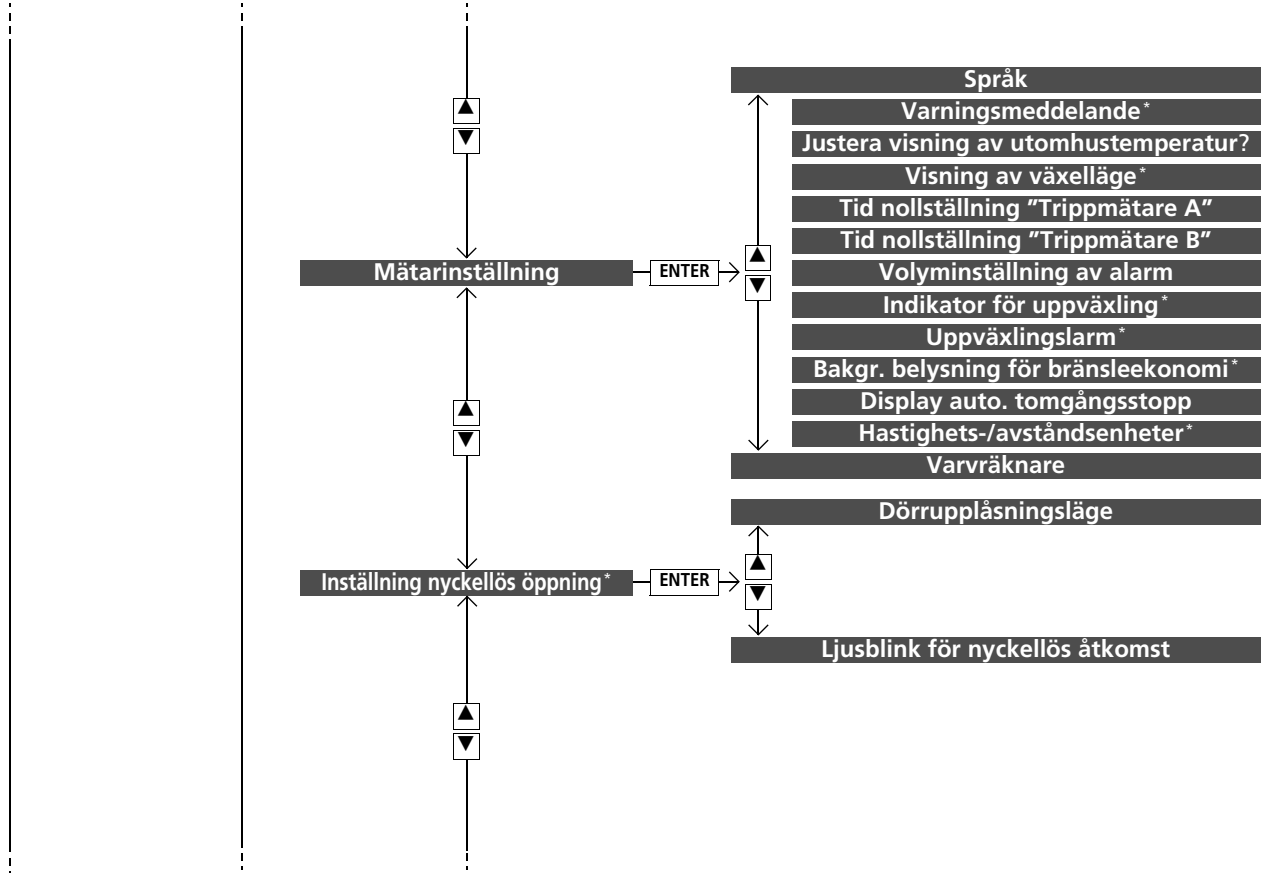 Språk
Varningsmeddelande*
Justera visning av utomhustemperatur?
Visning av växelläge*
Tid nollställning "Trippmätare A"
Tid nollställning "Trippmätare B"
Mätarinställning
ENTER
Volyminställning av alarm
Indikator för uppväxling*
Uppväxlingslarm*
Bakgr. belysning för bränsleekonomi*
Display auto. tomgångsstopp
Hastighets-/avståndsenheter*
Varvräknare
Dörrupplåsningsläge
Inställning nyckellös öppning*
ENTER
Ljusblink för nyckellös åtkomst